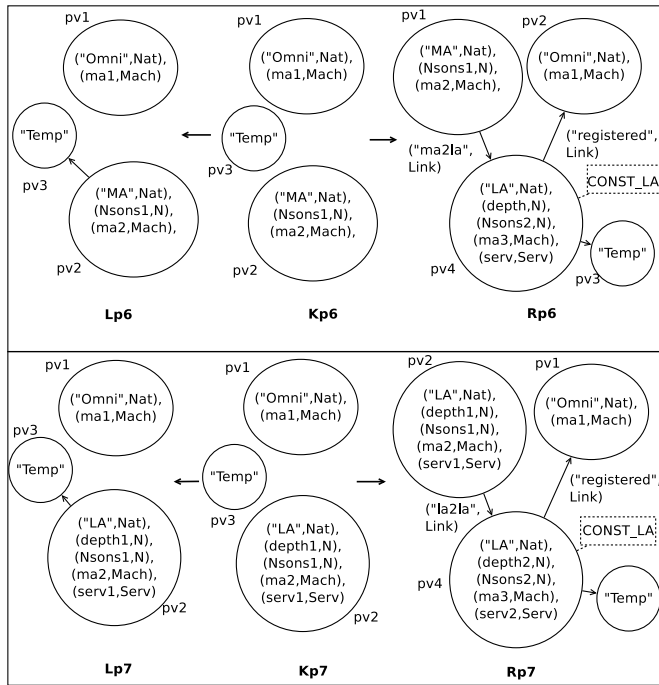 pv1
("Omni",Nat),
(ma1,Mach)
"Temp"
pv3
("MA",Nat),
(Nsons1,N),
(ma2,Mach),
pv2
Lp6
pv1
("Omni",Nat),
(ma1,Mach)
"Temp"
pv3
("MA",Nat),
(Nsons1,N),
(ma2,Mach),
pv2
Kp6
pv1
("MA",Nat),
(Nsons1,N),
(ma2,Mach),
pv2
("Omni",Nat),
(ma1,Mach)
("ma2la",
Link)
("registered",
Link)
CONST_LA
("LA",Nat),
(depth,N),
(Nsons2,N),
(ma3,Mach),
(serv,Serv)
pv4
"Temp"
pv3
Rp6
pv1
("Omni",Nat),
(ma1,Mach)
pv3
"Temp"
("LA",Nat),
(depth1,N),
(Nsons1,N),
(ma2,Mach),
(serv1,Serv)
pv2
Lp7
pv1
("Omni",Nat),
(ma1,Mach)
"Temp"
pv3
("LA",Nat),
(depth1,N),
(Nsons1,N),
(ma2,Mach),
(serv1,Serv)
pv2
Kp7
pv2
("LA",Nat),
(depth1,N),
(Nsons1,N),
(ma2,Mach),
(serv1,Serv)
pv1
("Omni",Nat),
(ma1,Mach)
("la2la",
Link)
("registered",
Link)
CONST_LA
("LA",Nat),
(depth2,N),
(Nsons2,N),
(ma3,Mach),
(serv2,Serv)
pv4
"Temp"
Rp7